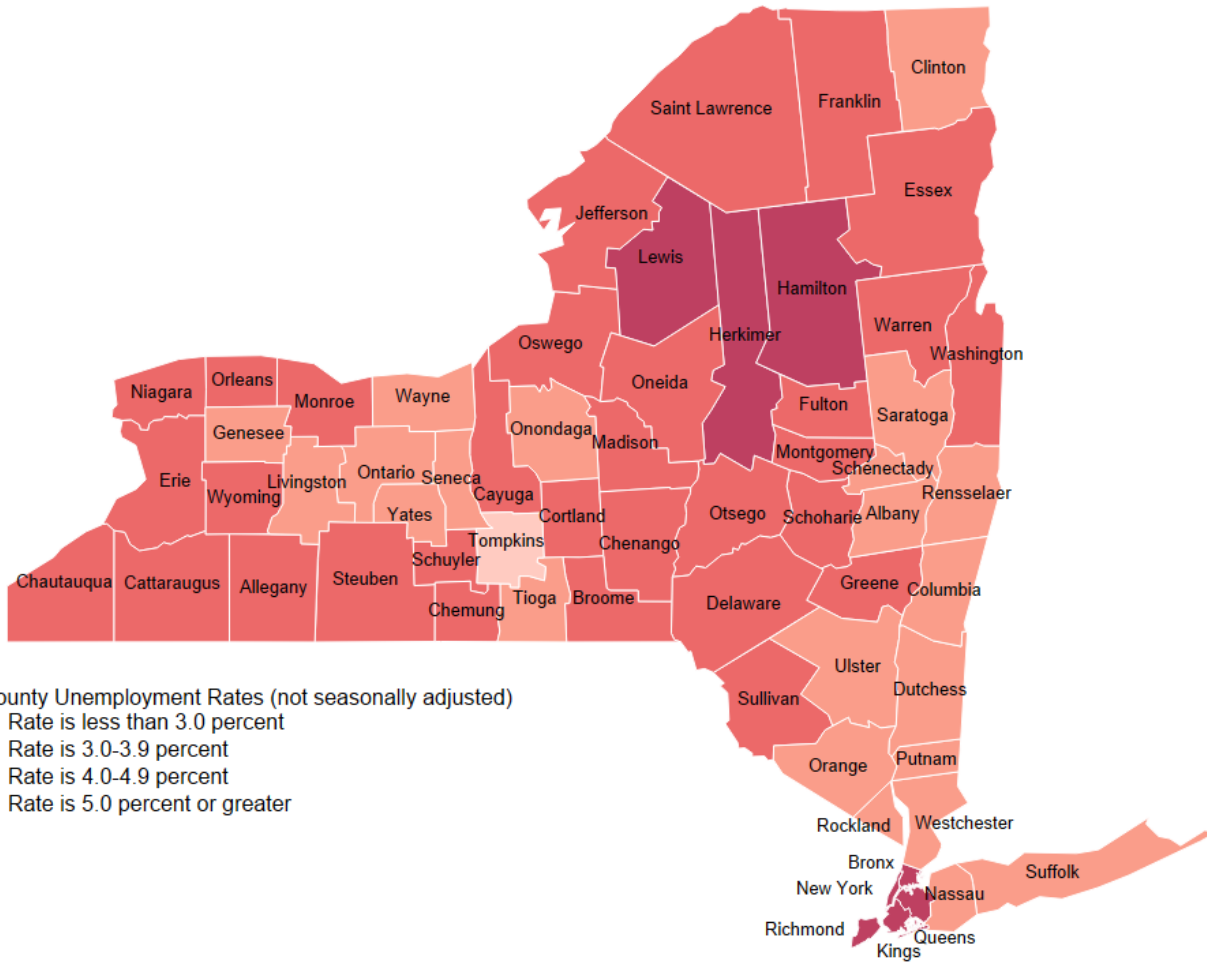 Clinton
Saint Lawrence
Franklin
Essex
Jefferson
Lewis
Hamilton
Herkimer
Warren
Washington
Oswego
Oneida
Niagara
Orleans
Monroe
Wayne
Fulton
Saratoga
Genesee
Onondaga
Madison
Montgomery
Schenectady
Erie
Wyoming
Livingston
Ontario
Seneca
Cayuga
Rensselaer
Yates
Cortland
Otsego
Schoharie
Albany
Tompkins
Chenango
Schuyler
Chautauqua
Cattaraugus
Allegany
Steuben
Greene
Columbia
Chemung
Tioga
Broome
Delaware
Ulster
Dutchess
Sullivan
ounty Unemployment Rates (not seasonally adjusted)
Rate is less than 3.0 percent
Rate is 3.0-3.9 percent
Rate is 4.0-4.9 percent
Rate is 5.0 percent or greater
Orange
Putnam
Rockland
Westchester
Bronx
Suffolk
New York
Nassau
Richmond
Queens
Kings